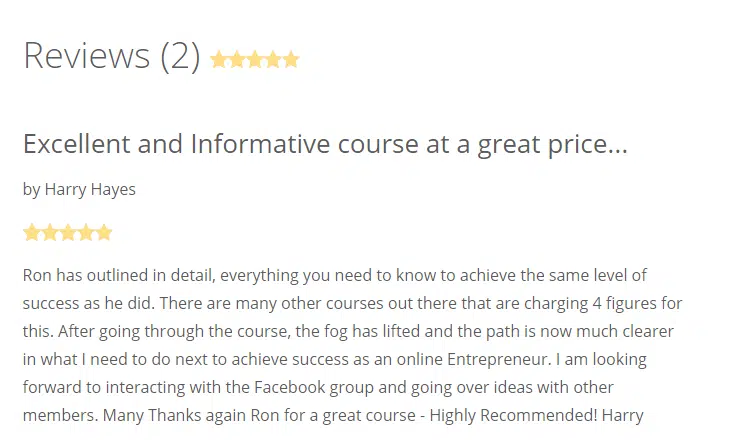 Reviews (2)
Excellent and Informative course at a great price...
by Harry Hayes
Ron has outlined in detail, everything you need to know to achieve the same level of
success as he did. There are many other courses out there that are charging 4 figures for
this. After going through the course, the fog has lifted and the path is now much clearer
in what I need to do next to achieve success as an online Entrepreneur. I am looking
forward to interacting with the Facebook group and going over ideas with other
members. Many Thanks again Ron for a great course - Highly Recommended! Harry